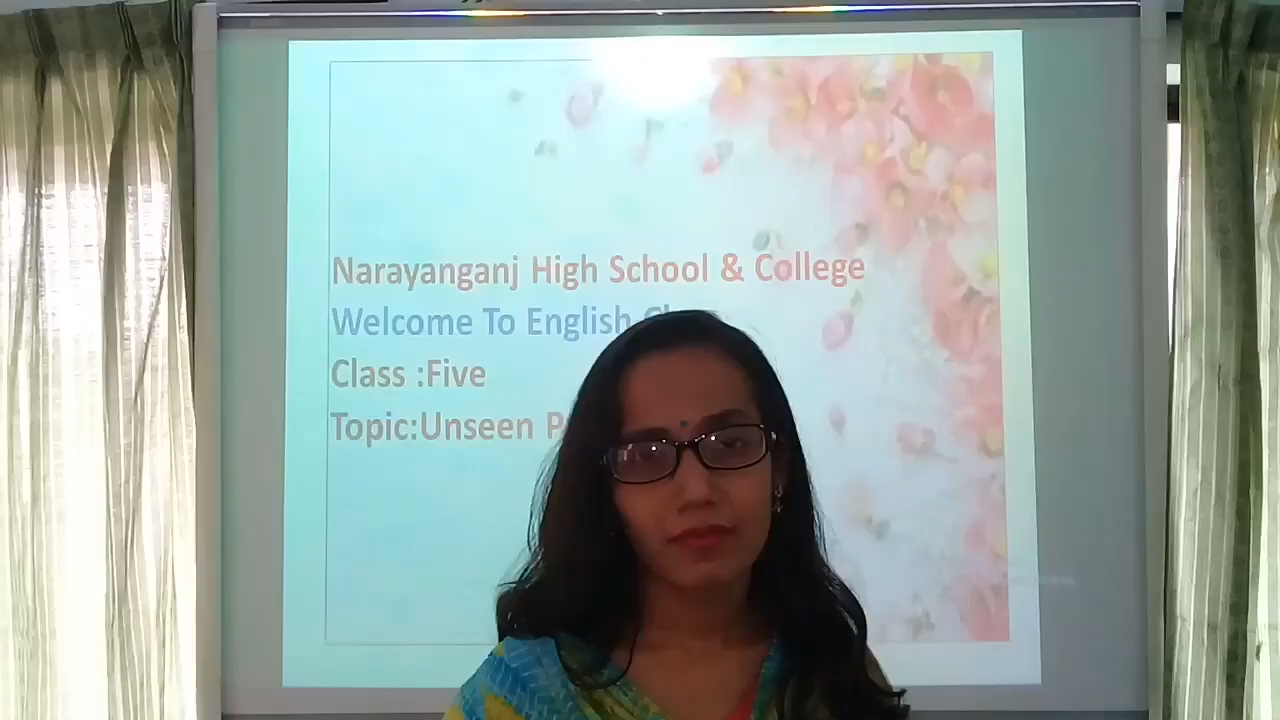 Narayanganj High School & College
Welcome To English
Class :Five
Topic:Unseen